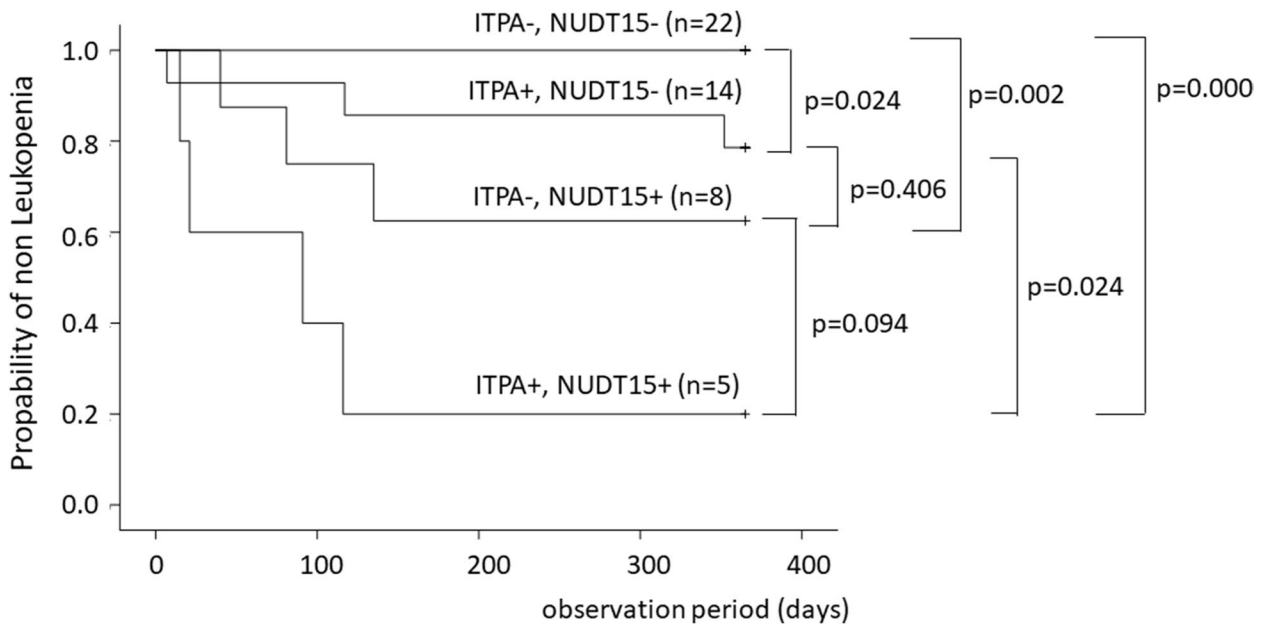 ITPA-, NUDT15- (n=22)
ITPA+, NUDT15- (n=14)
ITPA-, NUDT15+ (n=8)
ITPA+, NUDT15+ (n=5)
p=0.024
p=0.002
p=0.000
p=0.406
p=0.024
p=0.094
Propability of non Leukopenia
1.0
0.8
0.6
0.4
0.2
0.0
0 100 200 300 400
observation period (days)